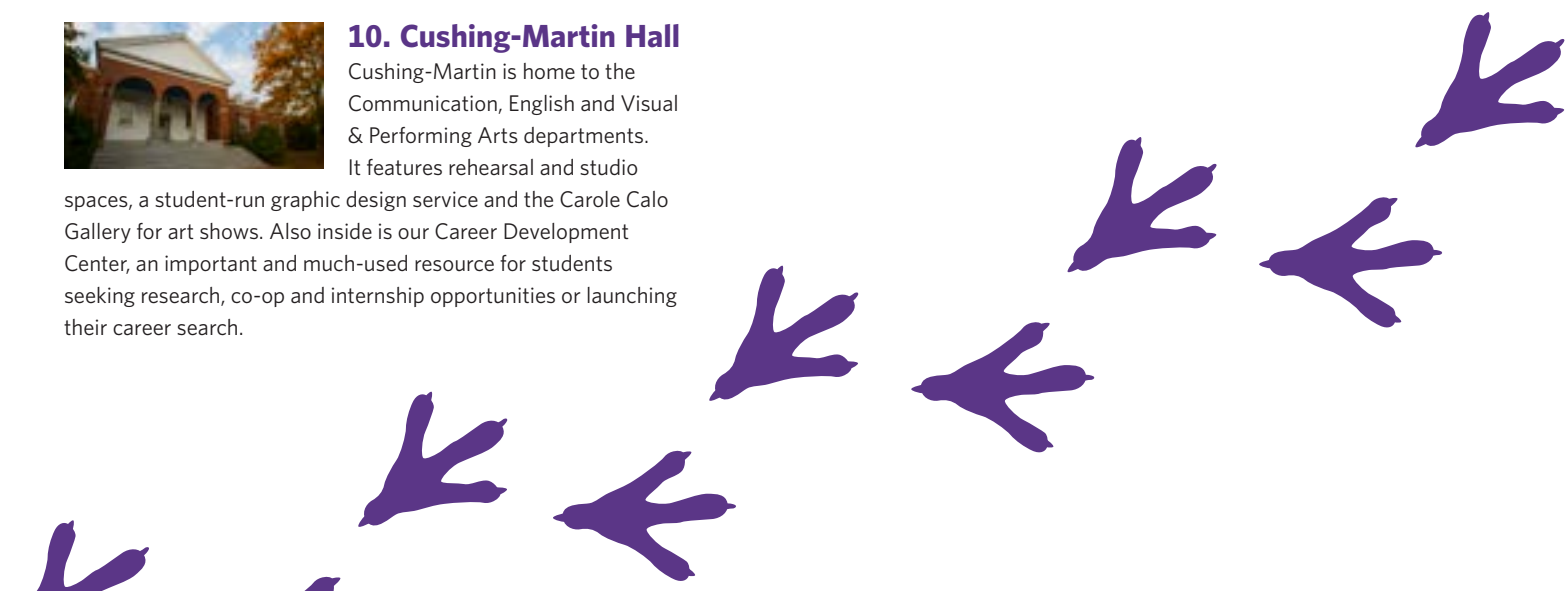 10. Cushing-Martin Hall
Cushing-Martin is home to the
Communication, English and Visual
& Performing Arts departments.
It features rehearsal and studio
spaces, a student-run graphic design service and the Carole Calo
Gallery for art shows. Also inside is our Career Development
Center, an important and much-used resource for students
seeking research, co-op and internship opportunities or launching
their career search.